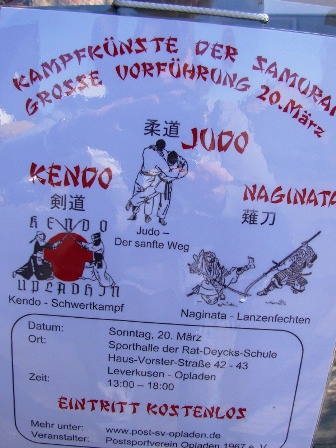 KAMPFKÜNSTE DER SAMURAI
GROSSE VORFÜHRUNG 20.März
柔道 JUDO
KENDO
剣道
NAGINATA
薙刀
KENDO
UPLADHIN
Judo –
Der sanfte Weg
Kendo - Schwertkampf
Naginata - Lanzenfechten
Datum: Sonntag, 20. März
Ort: Sporthalle der Rat-Deycks-Schule
Haus-Vorster-Straße 42 - 43
Leverkusen - Opladen
Zeit: 13:00 – 18:00
EINTRITT KOSTENLOS
Mehr unter: www.post-sv-opladen.de
Veranstalter: Postsportverein Opladen 1967 e.V.